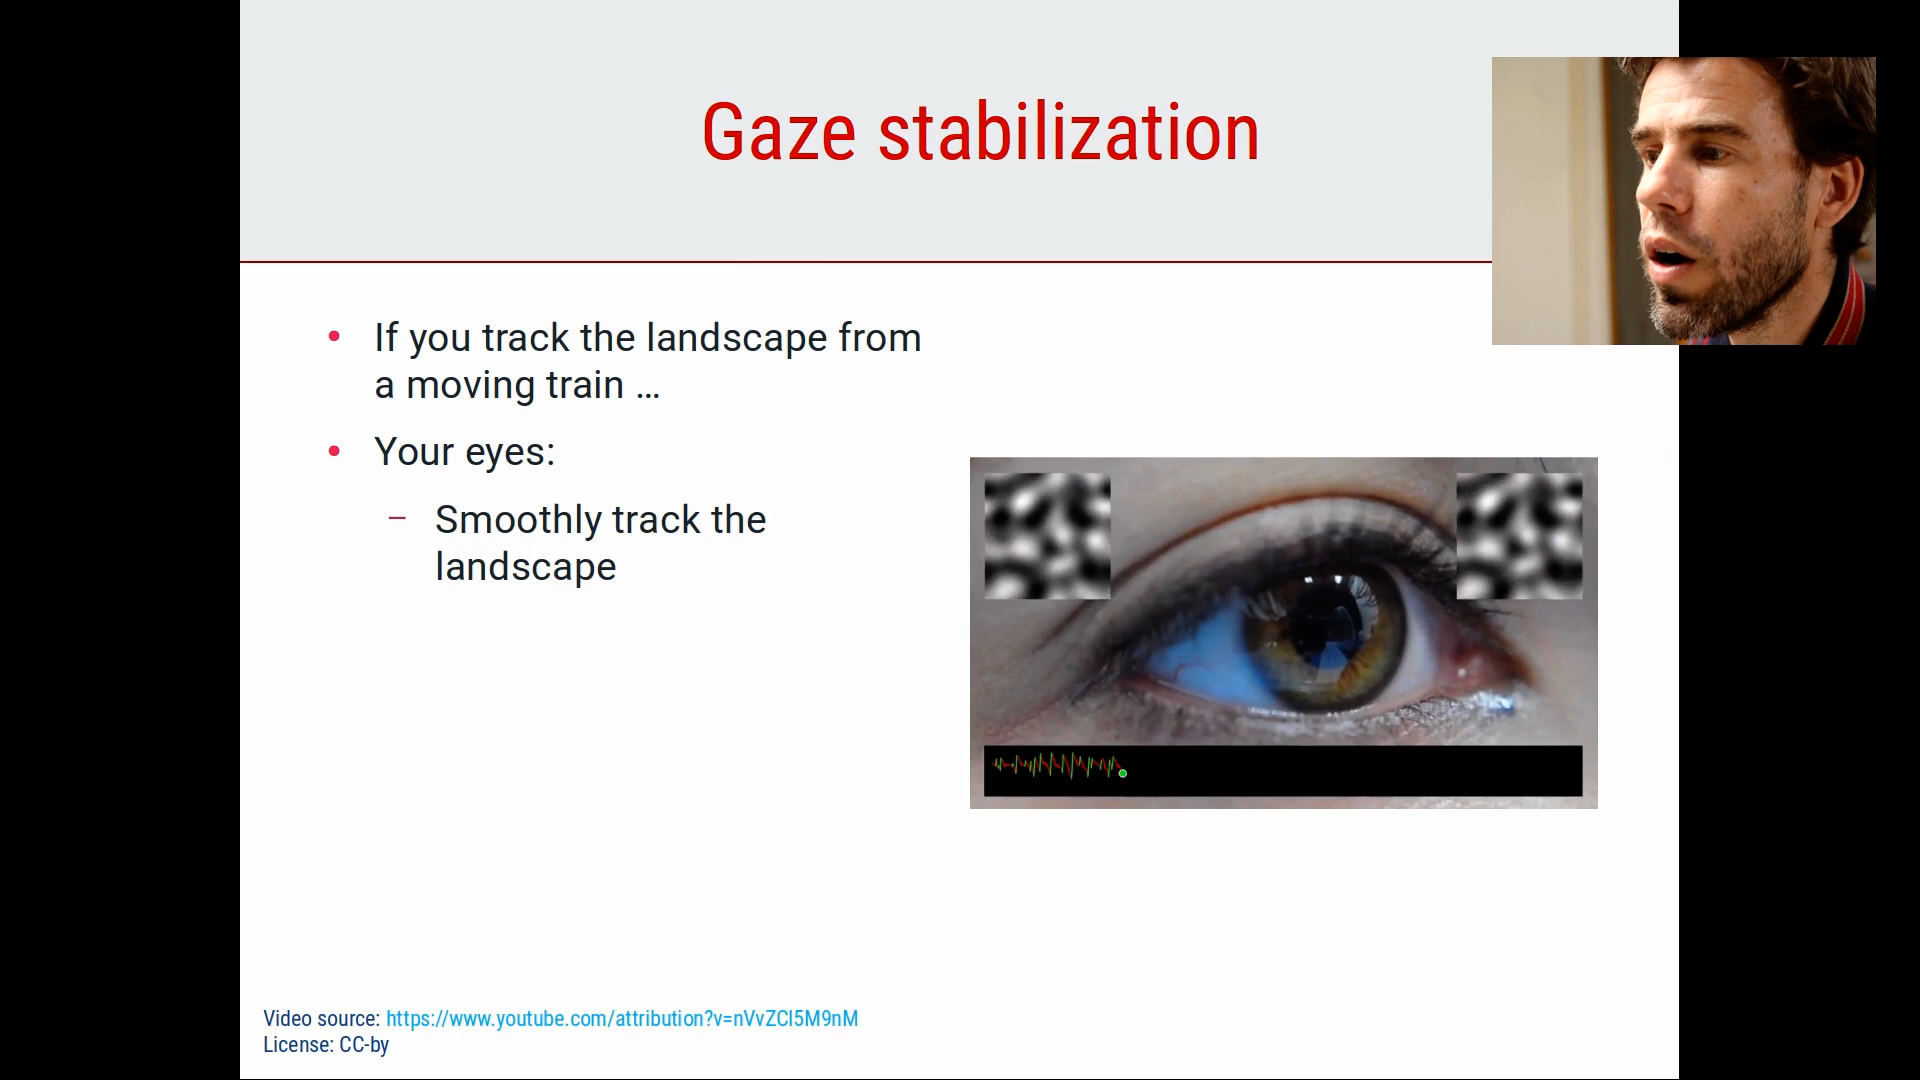 Gaze stabilization
• If you track the landscape from
a moving train ...
• Your eyes:
– Smoothly track the
landscape
Video source: https://www.youtube.com/attribution?v=nVvZCI5M9nM
License: CC-by